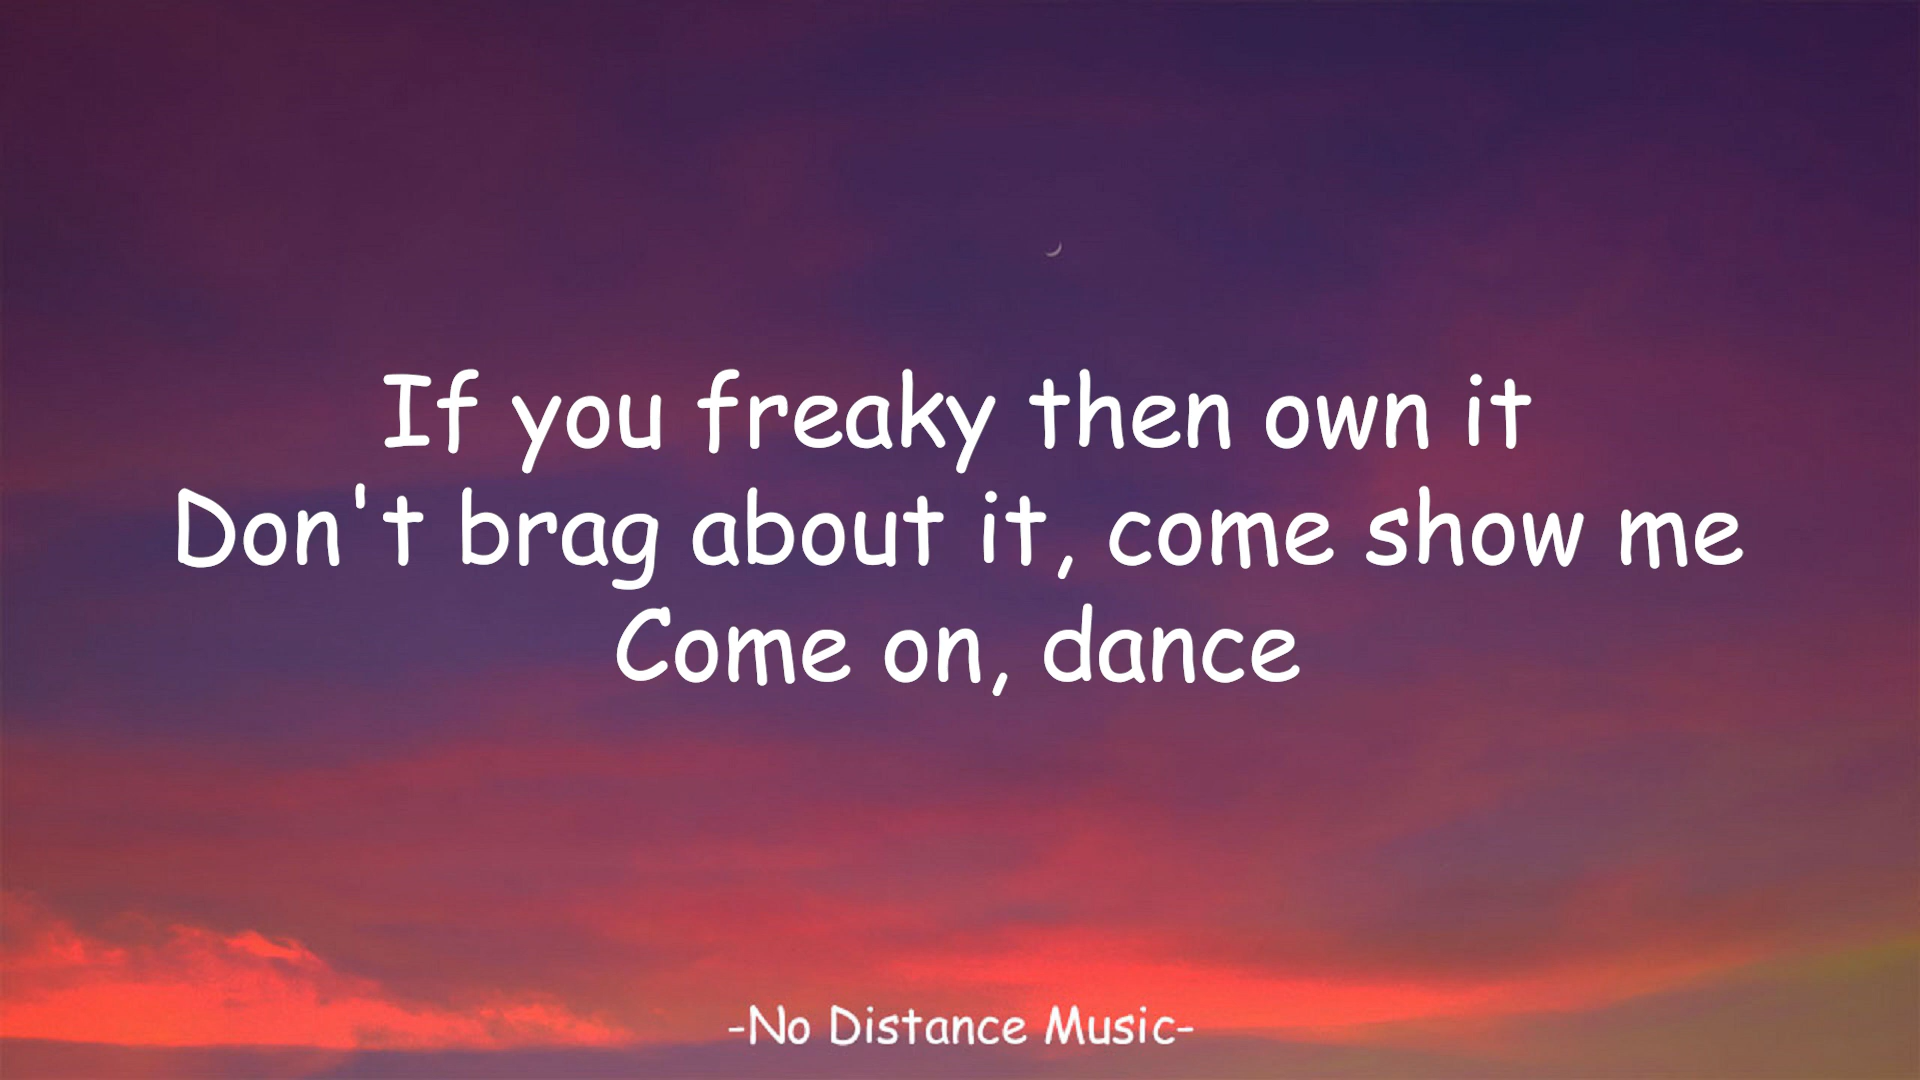 If you freaky then own it
Don't brag about it, come show me
Come on, dance
-No Distance Music-